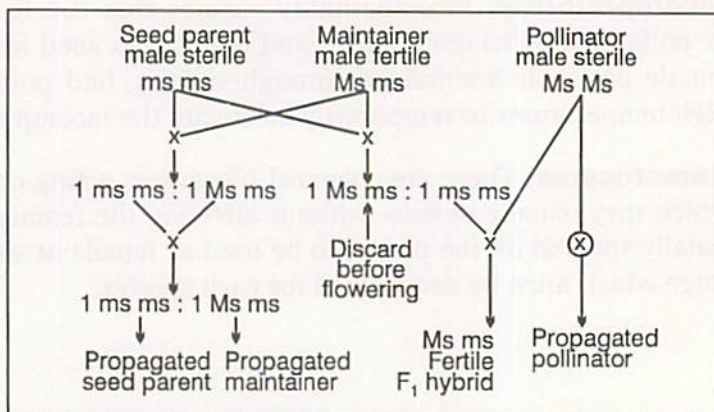 Seed parent Maintainer Pollinator
male sterile male fertile male sterile
ms ms Ms ms Ms Ms
x x
1 ms ms : 1 Ms ms 1 Ms ms : 1 ms ms
x Discard x x
before
flowering
1 ms ms : 1 Ms ms
Propagated Propagated Ms ms Propagated
seed parent maintainer Fertile pollinator
F₁ hybrid